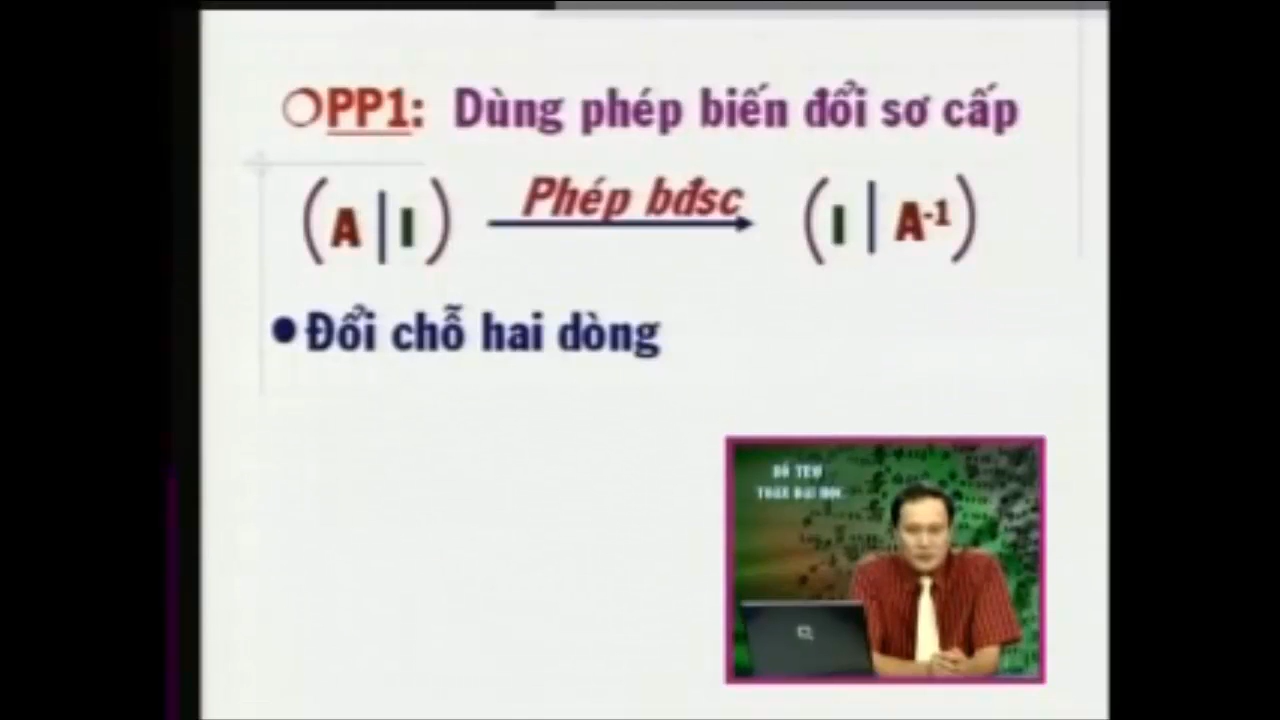 PP1: Dùng phép biến đổi sơ cấp
Phép bđsc
(A | I) (I | A⁻¹)
Đổi chỗ hai dòng